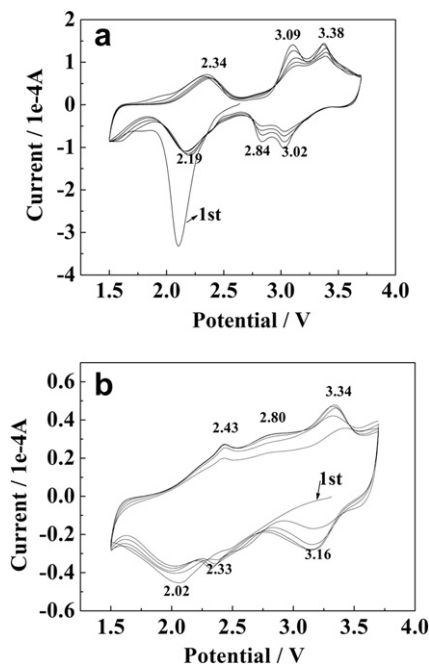 a
2.34
3.09
3.38
2.19
2.84
3.02
1st
Current / 1e-4A
2
1
0
-1
-2
-3
-4
1.5 2.0 2.5 3.0 3.5 4.0
Potential / V
b
2.43
2.80
3.34
1st
3.16
2.33
2.02
Current / 1e-4A
0.6
0.4
0.2
0.0
-0.2
-0.4
-0.6
1.5 2.0 2.5 3.0 3.5 4.0
Potential / V